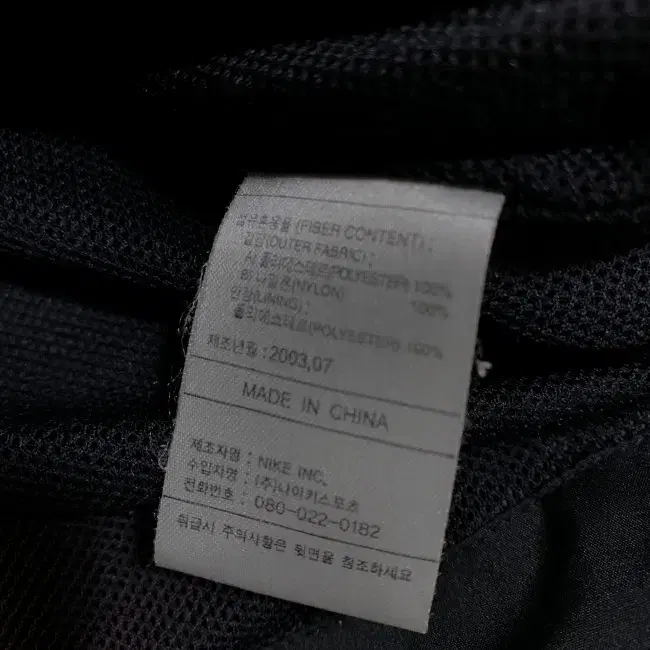 섬유혼용율 (FIBER CONTENT) :
겉감(OUTER FABRIC) :
A) 폴리에스테르(POLYESTER) 100%
B) 나일론(NYLON) 100%
안감(LINING) :
폴리에스테르(POLYESTER) 100%
제조년월 : 2003.07
MADE IN CHINA
제조자명 : NIKE INC.
수입자명 : (주)나이키스포츠
전화번호 : 080-022-0182
취급시 주의사항은 뒷면을 참조하세요